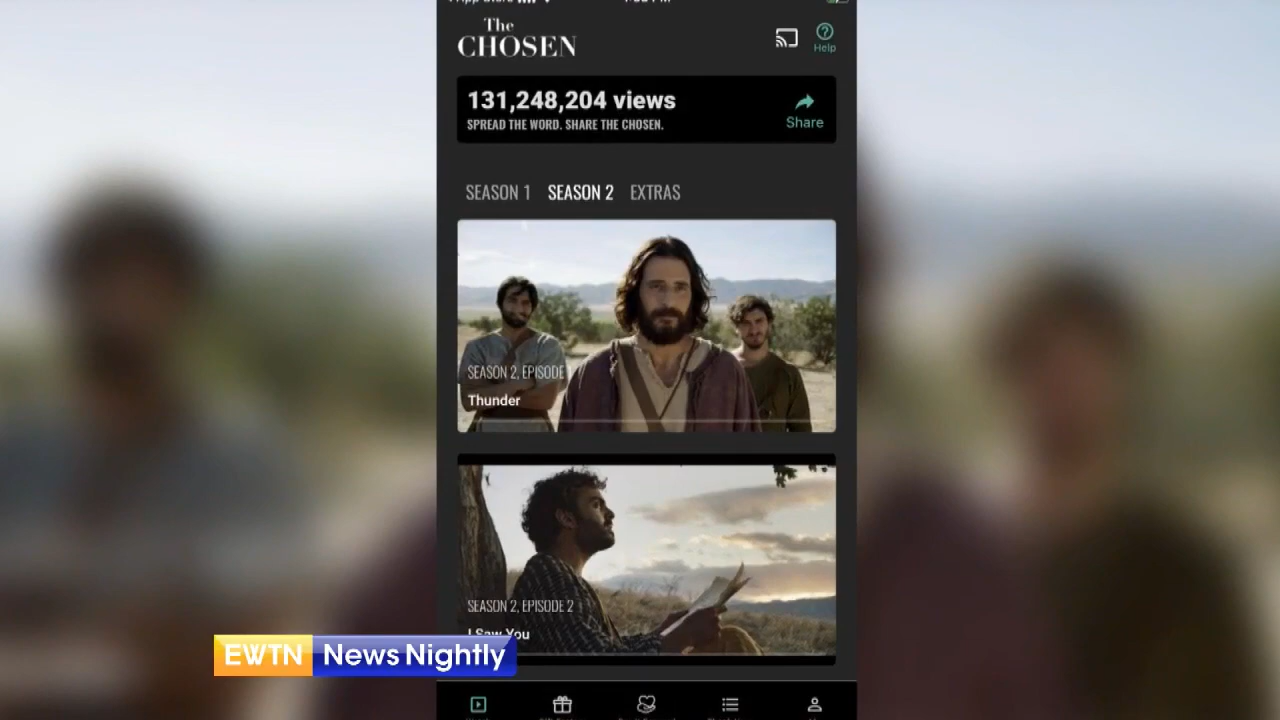 The
CHOSEN
Help
131,248,204 views
SPREAD THE WORD. SHARE THE CHOSEN.
Share
SEASON 1 SEASON 2 EXTRAS
SEASON 2, EPISODE 1
Thunder
SEASON 2, EPISODE 2
I Saw You
EWTN News Nightly